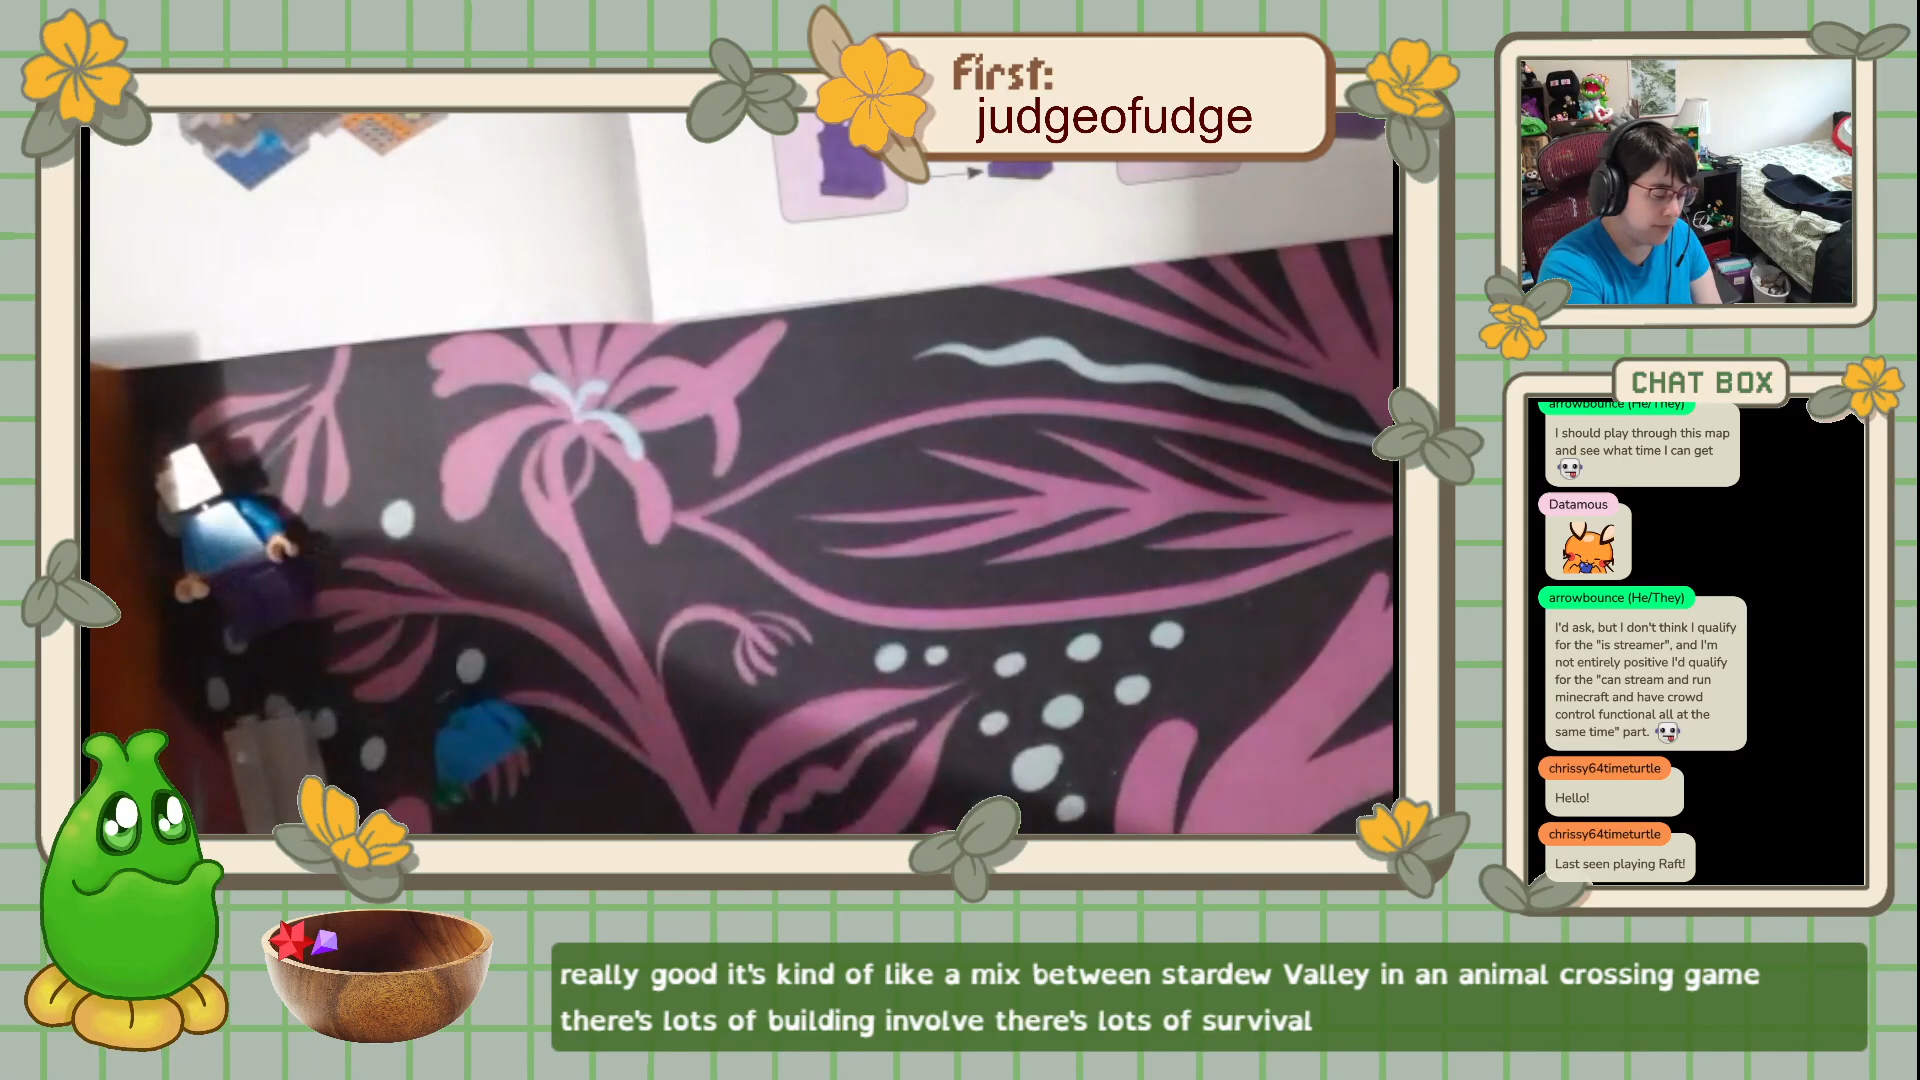 First:
judgeofudge
CHAT BOX
arrowbounce (He/They)
I should play through this map
and see what time I can get
Datamous
arrowbounce (He/They)
I'd ask, but I don't think I qualify
for the "is streamer", and I'm
not entirely positive I'd qualify
for the "can stream and run
minecraft and have crowd
control functional all at the
same time" part.
chrissy64timeturtle
Hello!
chrissy64timeturtle
Last seen playing Raft!
really good it's kind of like a mix between stardew Valley in an animal crossing game
there's lots of building involve there's lots of survival